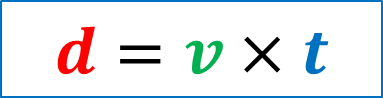 d = v × t